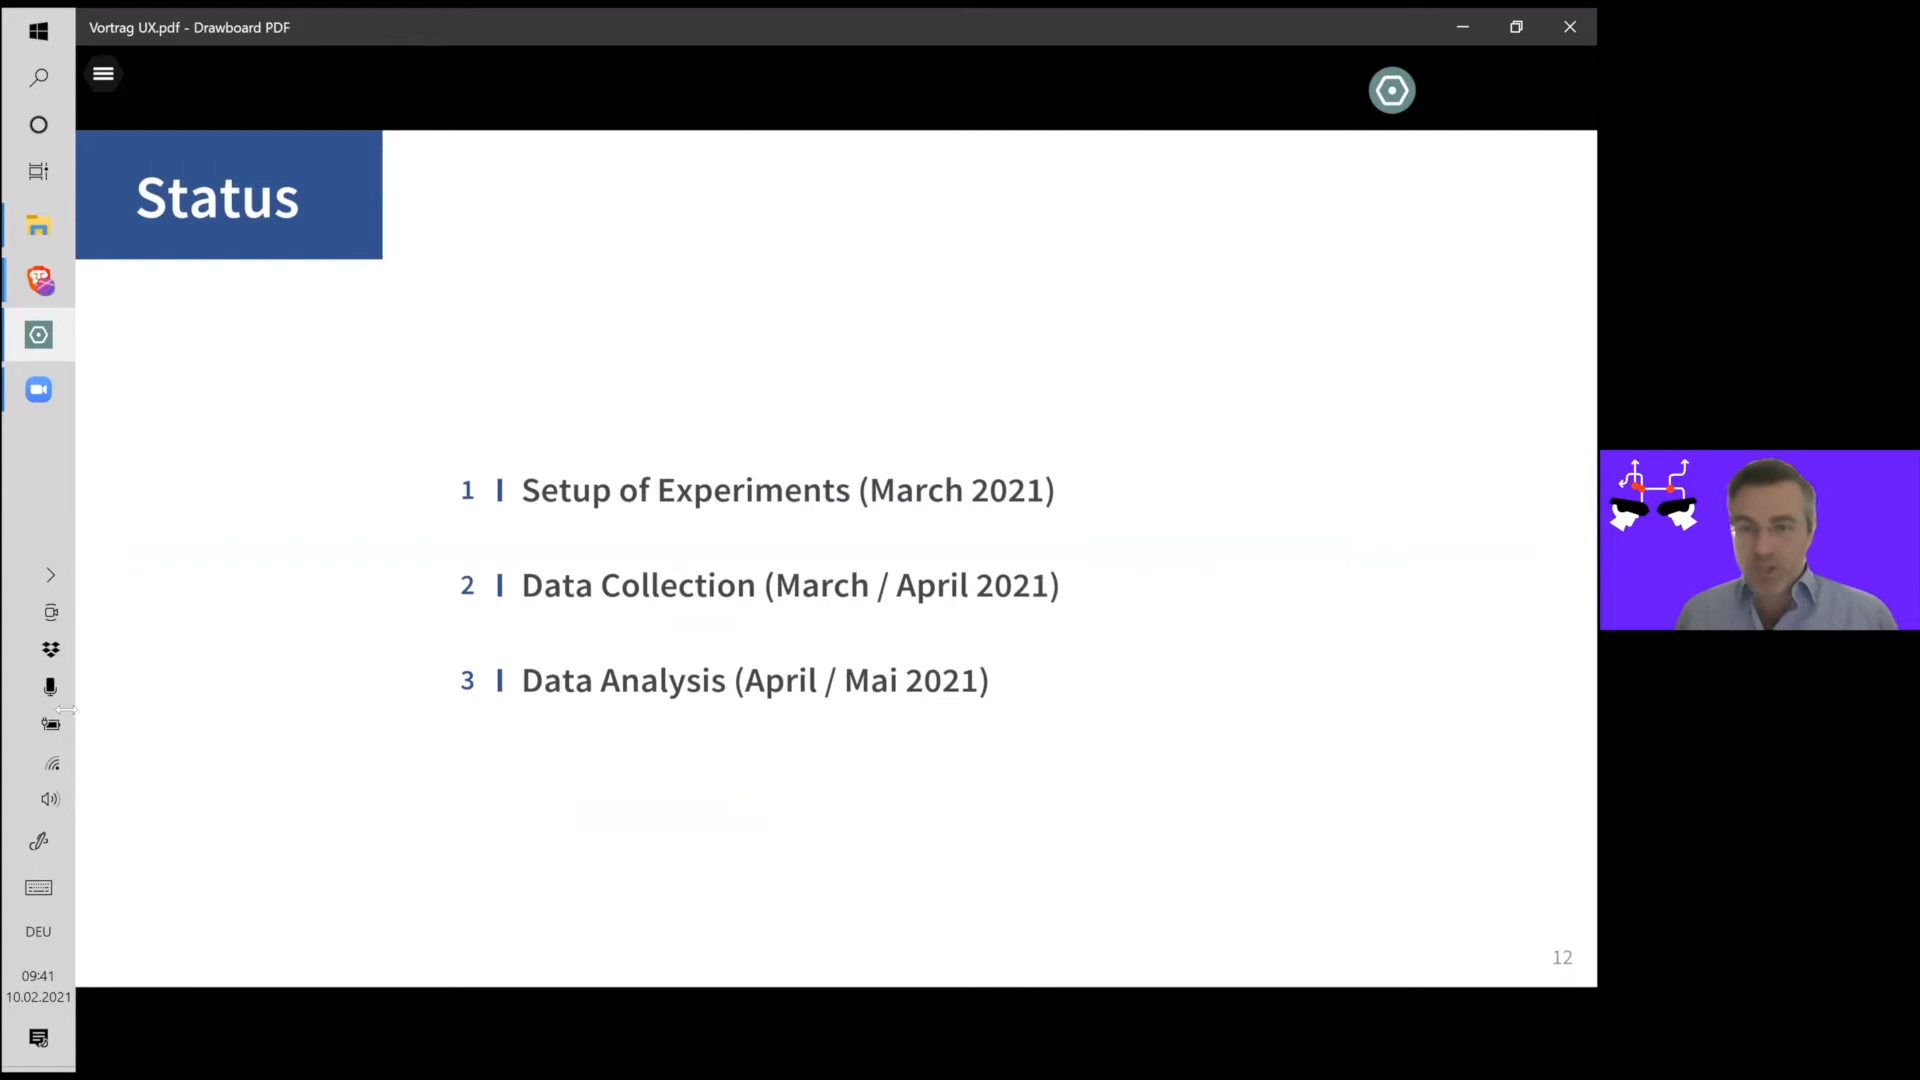 Vortrag UX.pdf - Drawboard PDF
Status
1 | Setup of Experiments (March 2021)
2 | Data Collection (March / April 2021)
3 | Data Analysis (April / Mai 2021)
12
DEU
09:41
10.02.2021